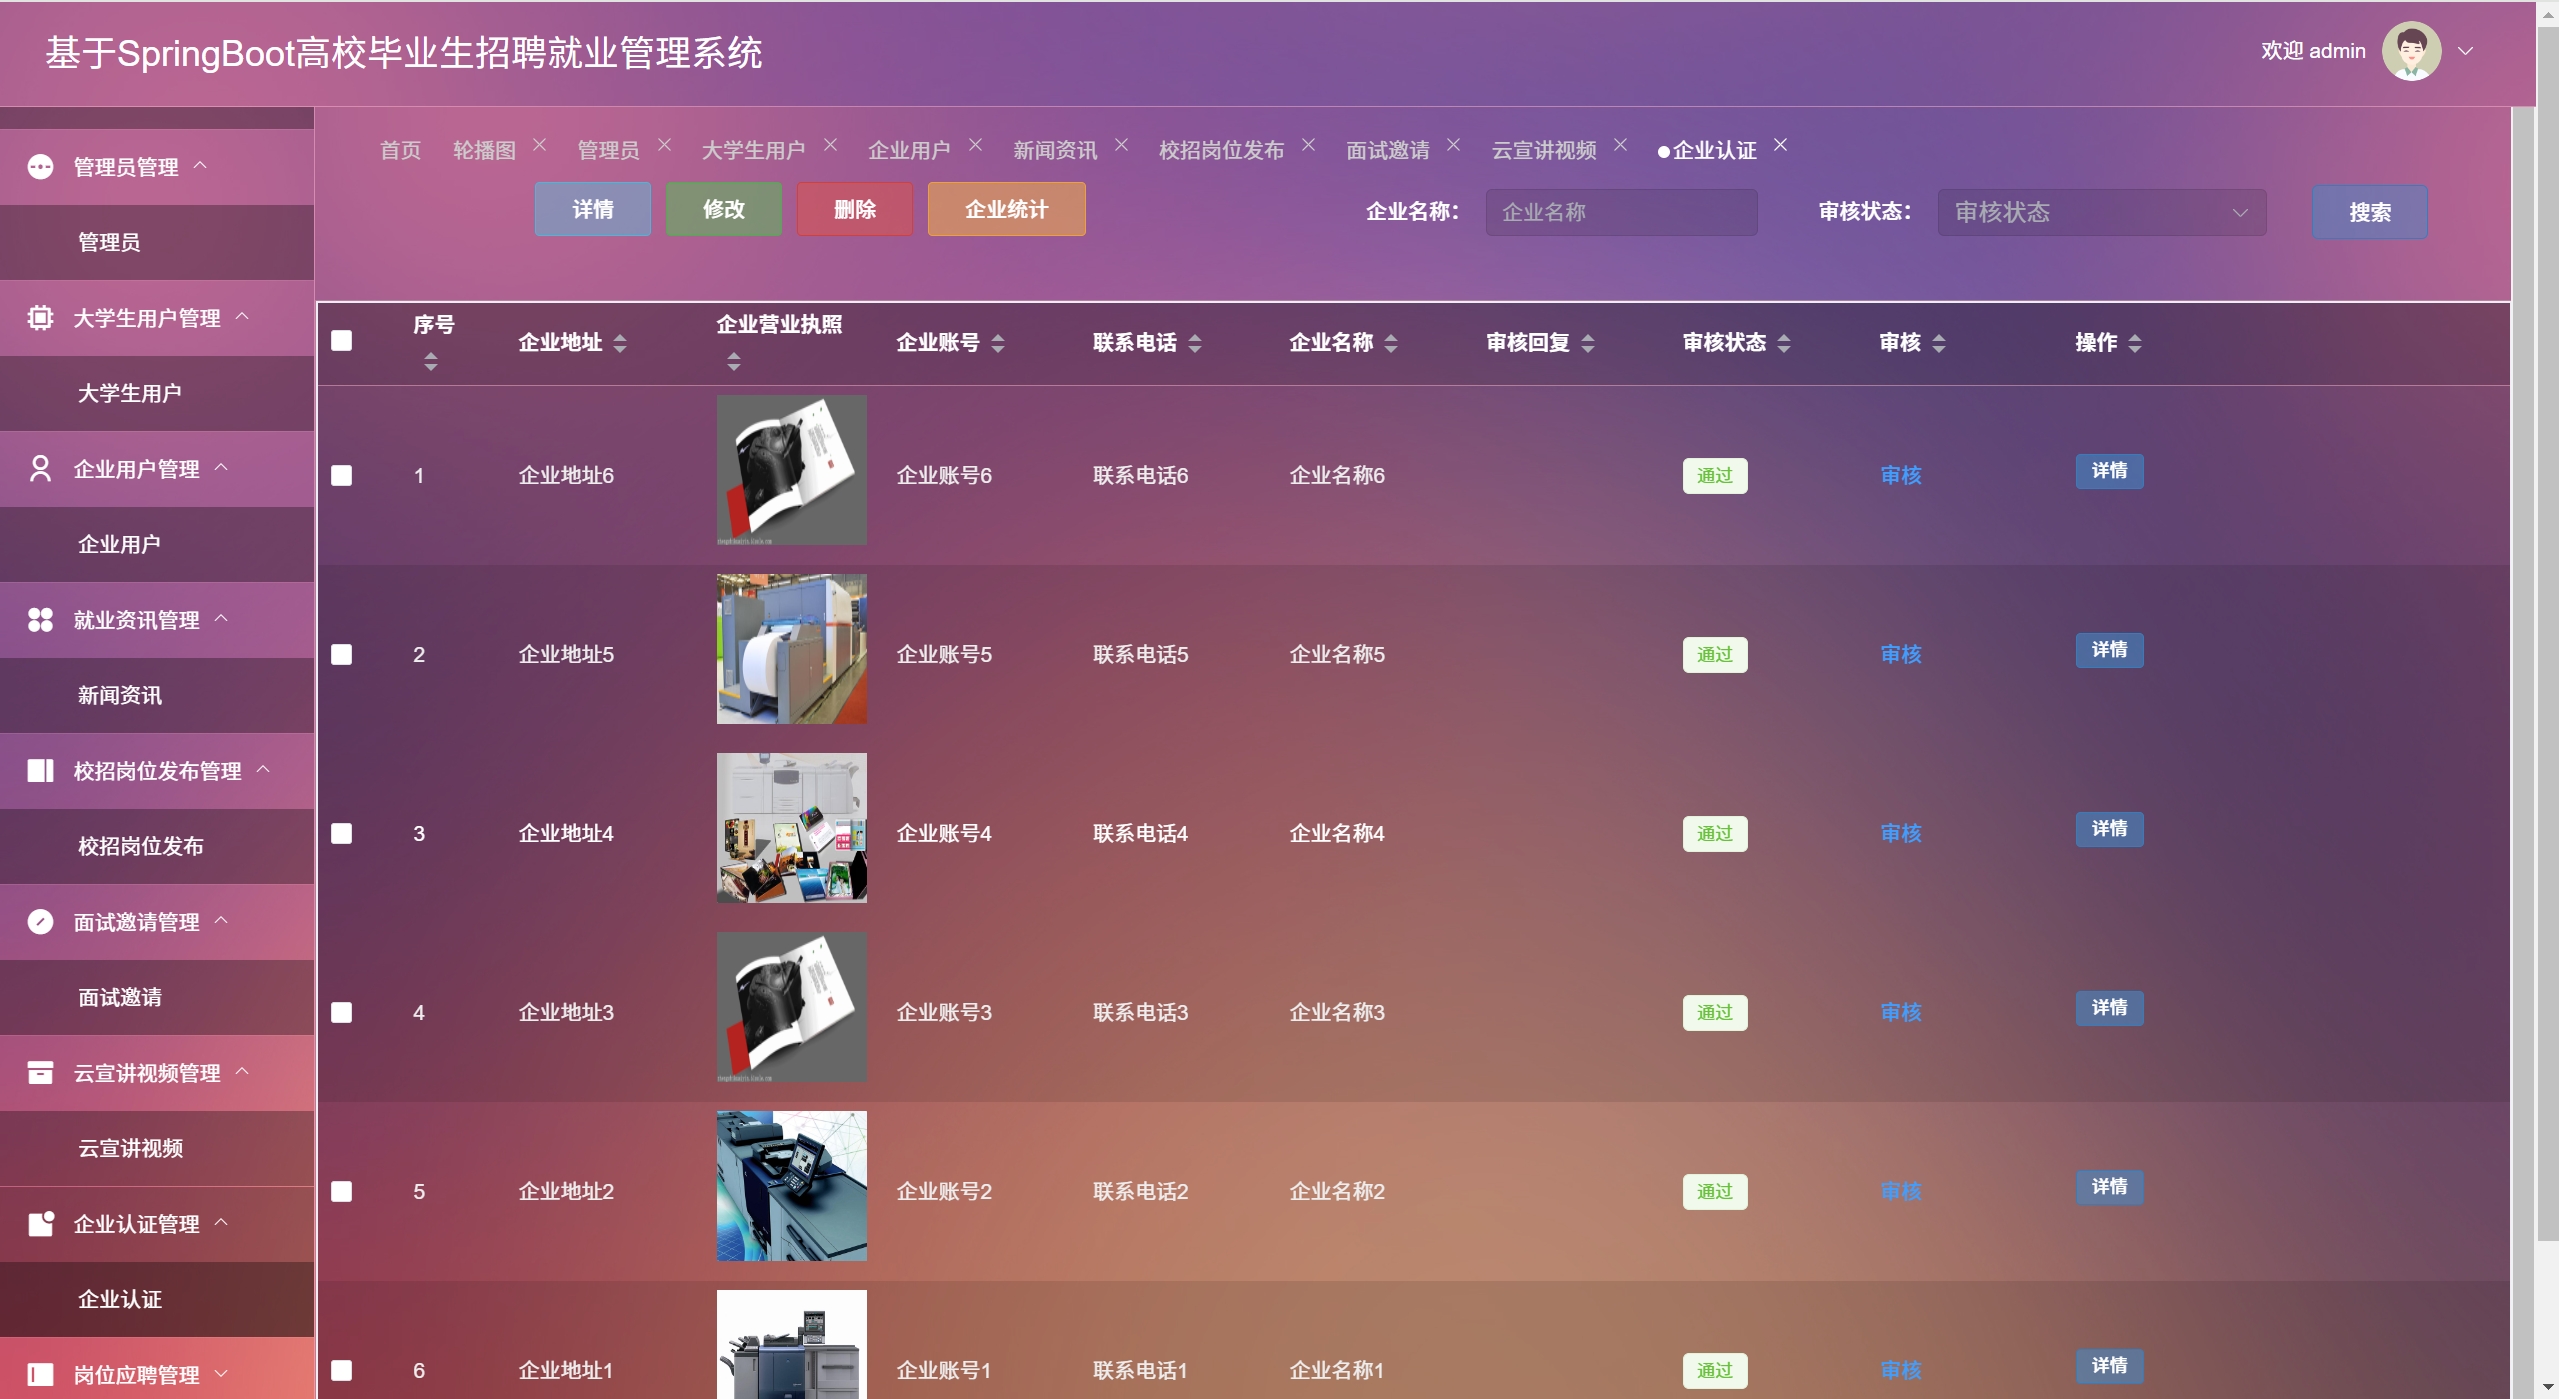 基于SpringBoot高校毕业生招聘就业管理系统
欢迎 admin
管理员管理
管理员
大学生用户管理
大学生用户
企业用户管理
企业用户
就业资讯管理
新闻资讯
校招岗位发布管理
校招岗位发布
面试邀请管理
面试邀请
云宣讲视频管理
云宣讲视频
企业认证管理
企业认证
岗位应聘管理
首页 轮播图 管理员 大学生用户 企业用户 新闻资讯 校招岗位发布 面试邀请 云宣讲视频 企业认证
详情 修改 删除 企业统计 企业名称： 企业名称 审核状态： 审核状态 搜索
序号 企业地址 企业营业执照 企业账号 联系电话 企业名称 审核回复 审核状态 审核 操作
1 企业地址6 企业账号6 联系电话6 企业名称6 通过 审核 详情
2 企业地址5 企业账号5 联系电话5 企业名称5 通过 审核 详情
3 企业地址4 企业账号4 联系电话4 企业名称4 通过 审核 详情
4 企业地址3 企业账号3 联系电话3 企业名称3 通过 审核 详情
5 企业地址2 企业账号2 联系电话2 企业名称2 通过 审核 详情
6 企业地址1 企业账号1 联系电话1 企业名称1 通过 审核 详情